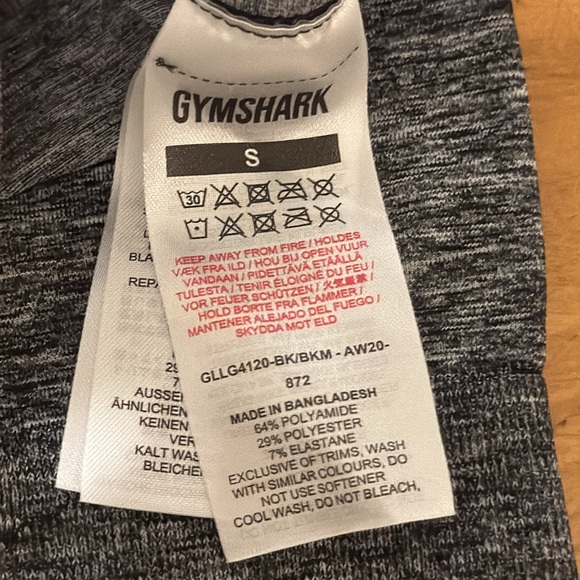 GYMSHARK
S
30
KEEP AWAY FROM FIRE / HOLDES
VÆK FRA ILD / HOU BIJ OPEN VUUR
VANDAAN / PIDETTÄVÄ ETÄÄLLÄ
TULESTA / TENIR ÉLOIGNÉ DU FEU /
VOR FEUER SCHÜTZEN / 火気厳禁 /
HOLD BORTE FRA FLAMMER /
MANTENER ALEJADO DEL FUEGO /
SKYDDA MOT ELD
GLLG4120-BK/BKM - AW20-
872
MADE IN BANGLADESH
64% POLYAMIDE
29% POLYESTER
7% ELASTANE
EXCLUSIVE OF TRIMS, WASH
WITH SIMILAR COLOURS, DO
NOT USE SOFTENER
COOL WASH, DO NOT BLEACH,
BLA
REPA
29
7
AUSSE
ÄHNLICHEN
KEINEN
VER
KALT WAS
BLEICHE